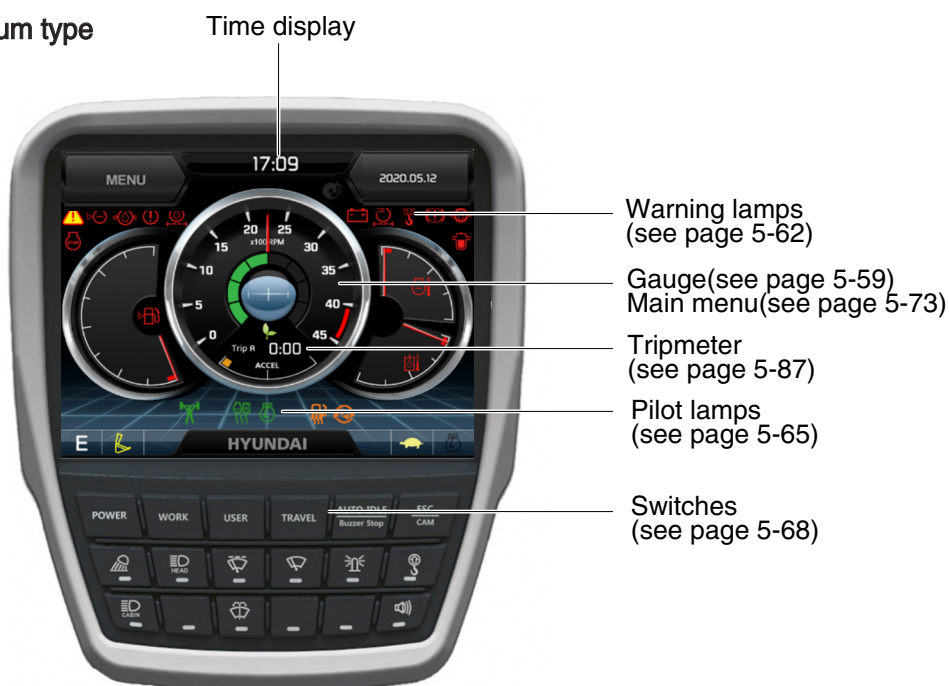 um type
Time display
17:09
MENU
2020.05.12
Warning lamps
(see page 5-62)
20 25
x100 RPM
15 30
10 35
Gauge(see page 5-59)
5 40
Main menu(see page 5-73)
0 45
Trip A 0:00
Tripmeter
ACCEL
(see page 5-87)
Pilot lamps
(see page 5-65)
E
HYUNDAI
Switches
(see page 5-68)
POWER
WORK
USER
TRAVEL
AUTO IDLE
Buzzer Stop
ESC
CAM
HEAD
CABIN